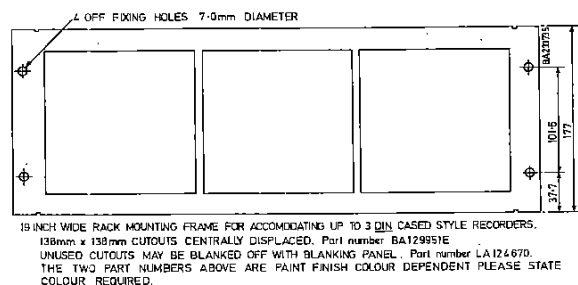 4 OFF FIXING HOLES 7·0mm DIAMETER
101·6
177
37·7
19 INCH WIDE RACK MOUNTING FRAME FOR ACCOMODATING UP TO 3 DIN CASED STYLE RECORDERS.
138mm x 138mm CUTOUTS CENTRALLY DISPLACED. Part number BA129951E
UNUSED CUTOUTS MAY BE BLANKED OFF WITH BLANKING PANEL. Part number LA124670.
THE TWO PART NUMBERS ABOVE ARE PAINT FINISH COLOUR DEPENDENT PLEASE STATE
COLOUR REQUIRED.